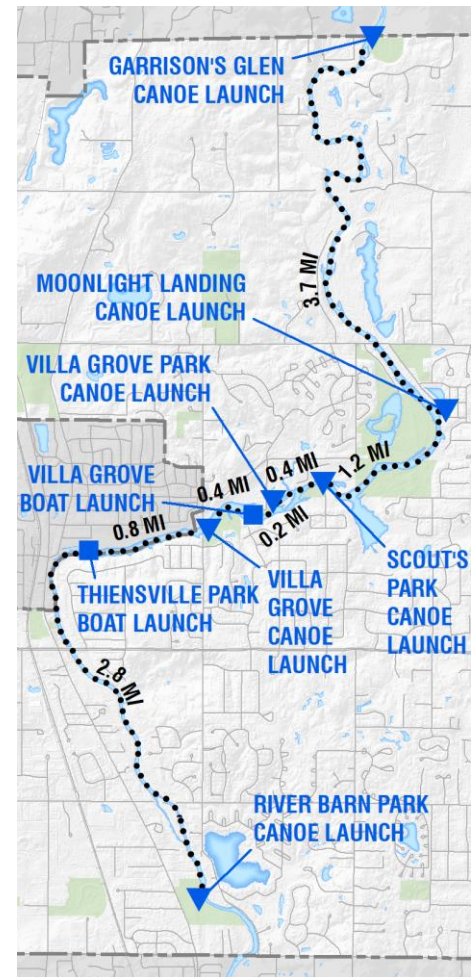 GARRISON'S GLEN
CANOE LAUNCH
3.7 MI
MOONLIGHT LANDING
CANOE LAUNCH
VILLA GROVE PARK
CANOE LAUNCH
VILLA GROVE
BOAT LAUNCH
0.4 MI
0.4 MI
1.2 MI
0.8 MI
0.2 MI
THIENSVILLE PARK
BOAT LAUNCH
VILLA
GROVE
CANOE
LAUNCH
SCOUT'S
PARK
CANOE
LAUNCH
2.8 MI
RIVER BARN PARK
CANOE LAUNCH